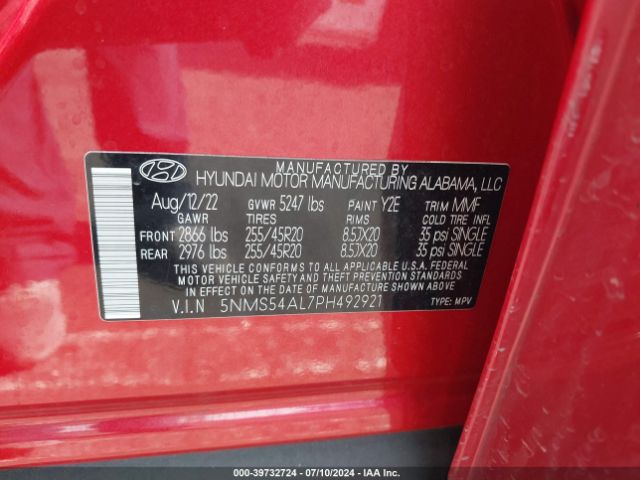 MANUFACTURED BY
HYUNDAI MOTOR MANUFACTURING ALABAMA, LLC
Aug/12/22 GVWR 5247 lbs PAINT Y2E TRIM MMF
GAWR TIRES RIMS COLD TIRE INFL
FRONT 2866 lbs 255/45R20 8.5JX20 35 psi SINGLE
REAR 2976 lbs 255/45R20 8.5JX20 35 psi SINGLE
THIS VEHICLE CONFORMS TO ALL APPLICABLE U.S.A. FEDERAL
MOTOR VEHICLE SAFETY AND THEFT PREVENTION STANDARDS
IN EFFECT ON THE DATE OF MANUFACTURE SHOWN ABOVE.
V.I.N 5NMS54AL7PH492921 TYPE: MPV
000-39732724 | 07/10/2024 | IAA Inc.